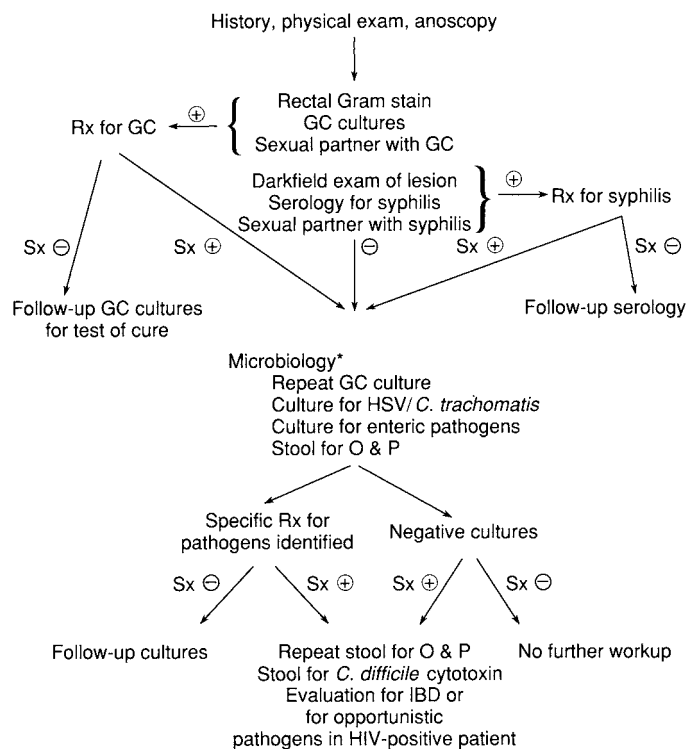 History, physical exam, anoscopy
Rectal Gram stain
GC cultures
Sexual partner with GC
⊕
Rx for GC
Darkfield exam of lesion
Serology for syphilis
Sexual partner with syphilis
⊕
Rx for syphilis
Sx ⊖
Sx ⊕
⊖
Sx ⊕
Sx ⊖
Follow-up GC cultures
for test of cure
Follow-up serology
Microbiology*
Repeat GC culture
Culture for HSV/ C. trachomatis
Culture for enteric pathogens
Stool for O & P
Specific Rx for
pathogens identified
Negative cultures
Sx ⊖
Sx ⊕
Sx ⊕
Sx ⊖
Follow-up cultures
Repeat stool for O & P
Stool for C. difficile cytotoxin
Evaluation for IBD or
for opportunistic
pathogens in HIV-positive patient
No further workup